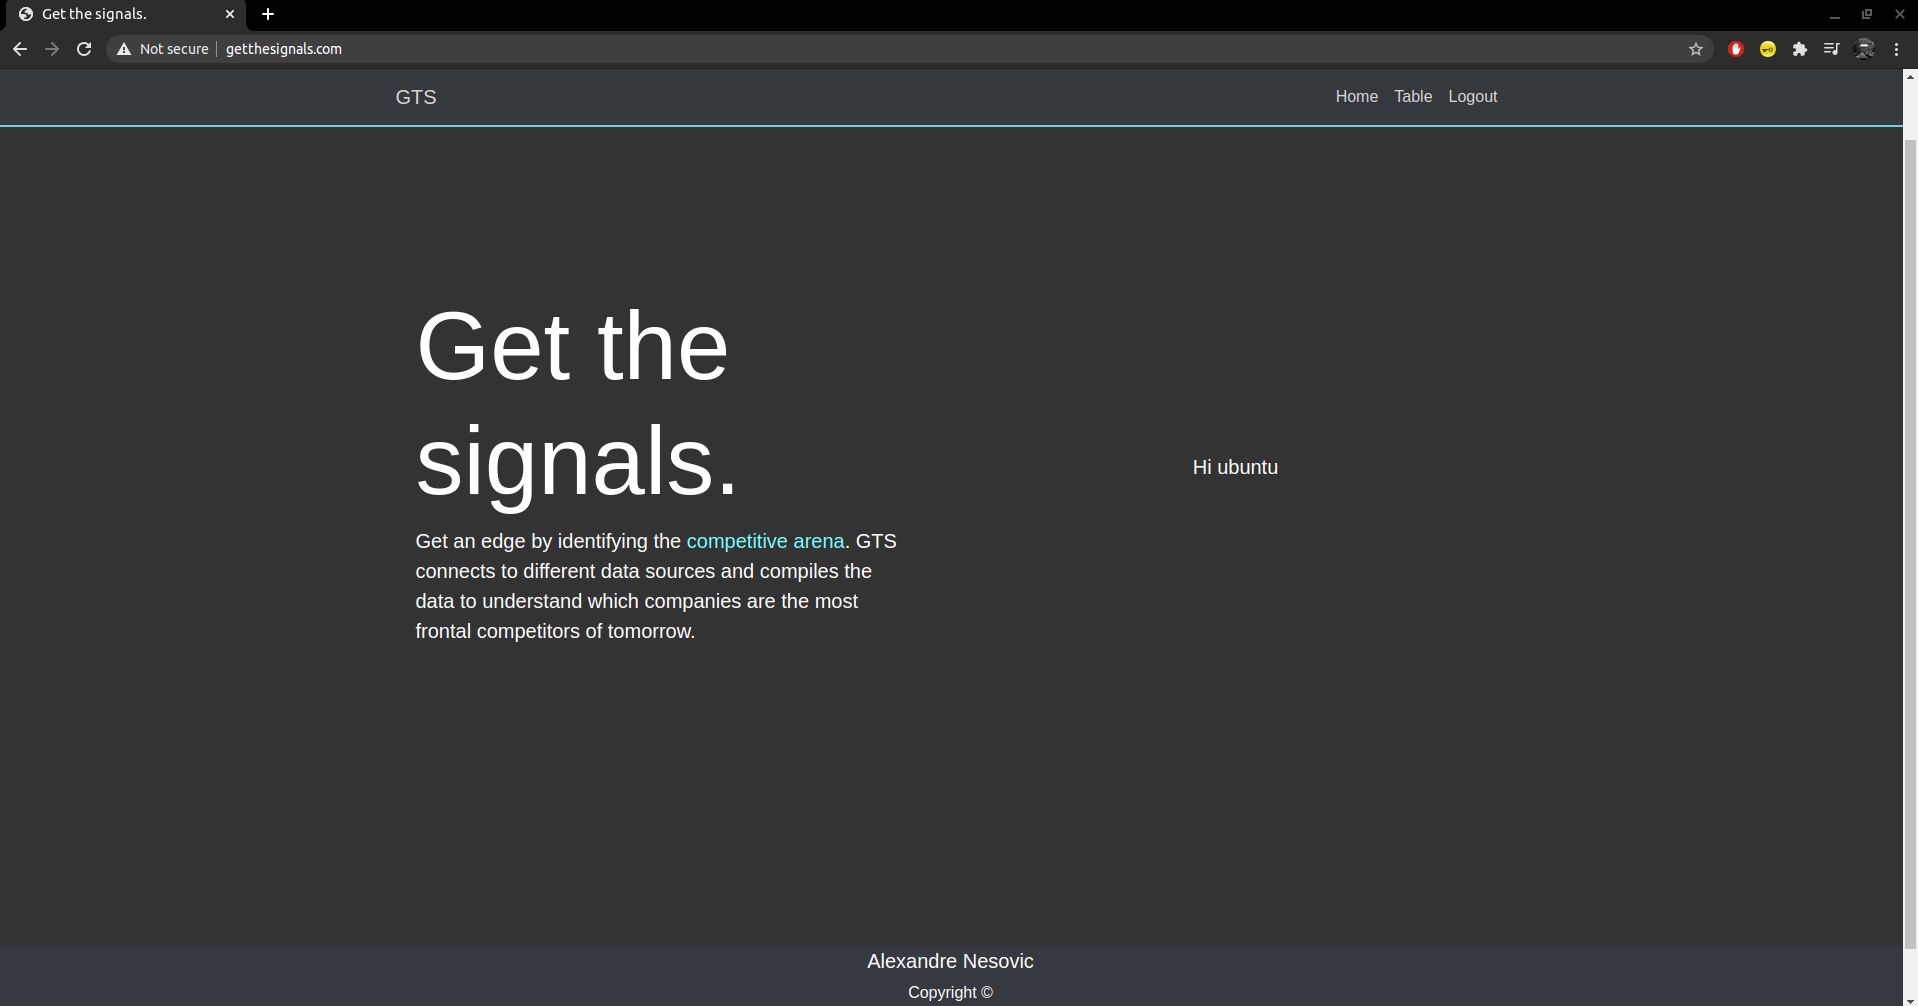 Get the signals.
Not secure getthesignals.com
GTS Home Table Logout
Get the
signals.
Hi ubuntu
Get an edge by identifying the competitive arena. GTS
connects to different data sources and compiles the
data to understand which companies are the most
frontal competitors of tomorrow.
Alexandre Nesovic
Copyright ©